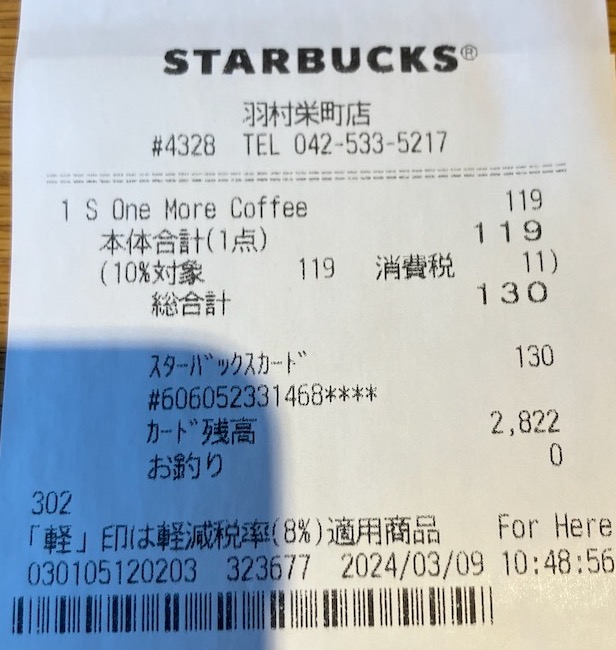 STARBUCKS®
羽村栄町店
#4328 TEL 042-533-5217
1 S One More Coffee 119
本体合計(1点) 119
(10%対象 119 消費税 11)
総合計 130
ｽﾀｰﾊﾞｯｸｽｶｰﾄﾞ 130
#606052331468****
ｶｰﾄﾞ残高 2,822
お釣り 0
302
「軽」印は軽減税率(8%)適用商品 For Here
030105120203 323677 2024/03/09 10:48:56